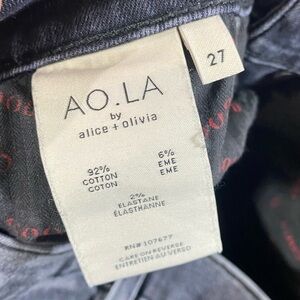 27
AO.LA
by
alice + olivia
92% 6%
COTTON EME
COTON EME
2%
ELASTANE
ÉLASTHANNE
RN# 107677
CARE ON REVERSE
ENTRETIEN AU VERSO